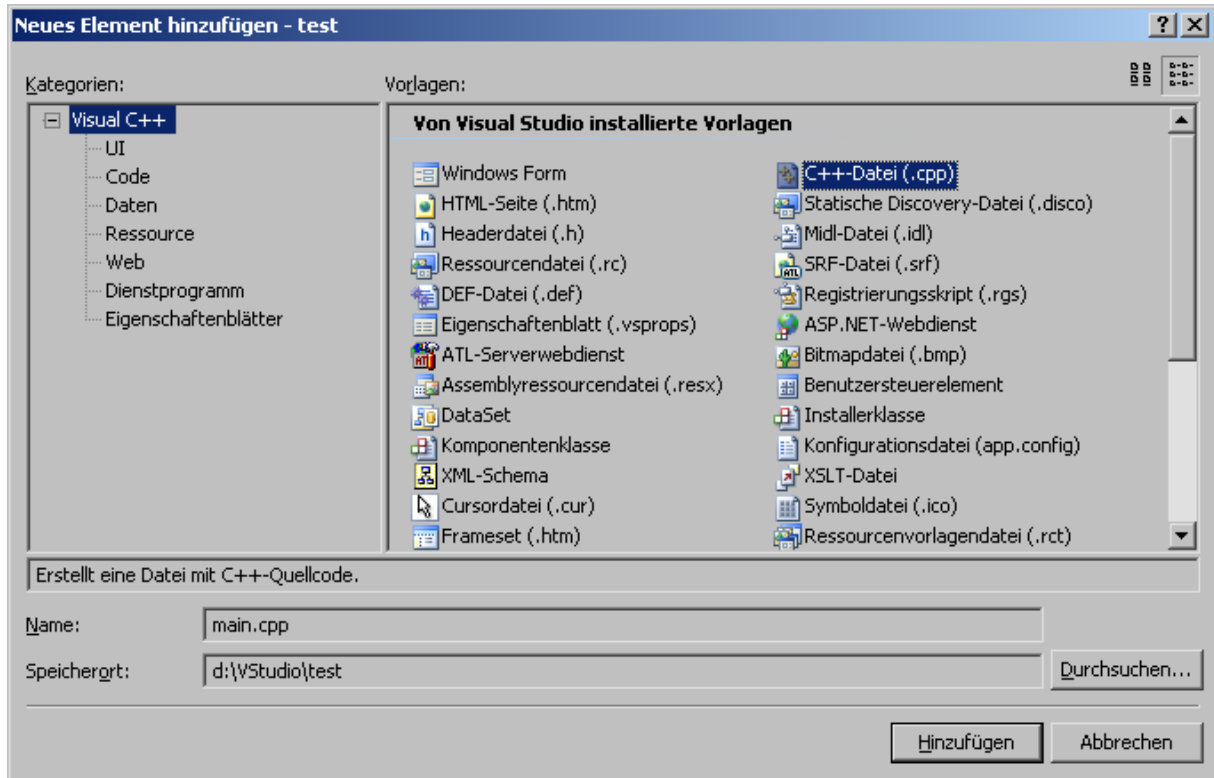 Neues Element hinzufügen - test
Kategorien:
Vorlagen:
Visual C++
UI
Code
Daten
Ressource
Web
Dienstprogramm
Eigenschaftenblätter
Von Visual Studio installierte Vorlagen
Windows Form
C++-Datei (.cpp)
HTML-Seite (.htm)
Statische Discovery-Datei (.disco)
Headerdatei (.h)
Midl-Datei (.idl)
Ressourcendatei (.rc)
SRF-Datei (.srf)
DEF-Datei (.def)
Registrierungsskript (.rgs)
Eigenschaftenblatt (.vsprops)
ASP.NET-Webdienst
ATL-Serverwebdienst
Bitmapdatei (.bmp)
Assemblyressourcendatei (.resx)
Benutzersteuerelement
DataSet
Installerklasse
Komponentenklasse
Konfigurationsdatei (app.config)
XML-Schema
XSLT-Datei
Cursordatei (.cur)
Symboldatei (.ico)
Frameset (.htm)
Ressourcenvorlagendatei (.rct)
Erstellt eine Datei mit C++-Quellcode.
Name:
main.cpp
Speicherort:
d:\VStudio\test
Durchsuchen...
Hinzufügen
Abbrechen